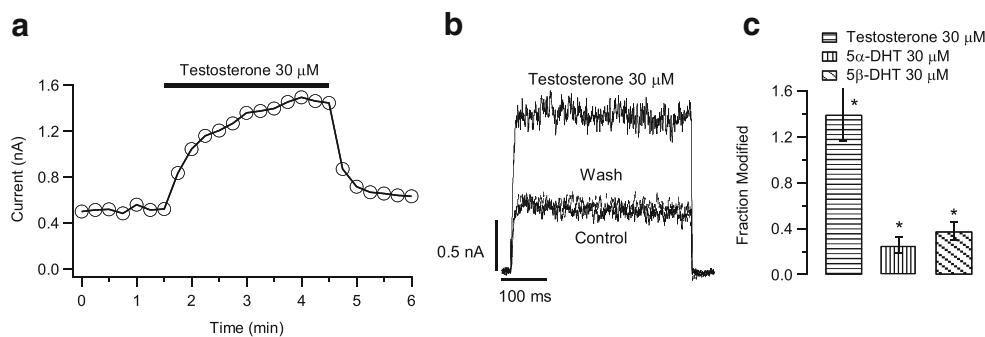 a
Testosterone 30 μM
1.6
1.2
0.8
0.4
0.0
Current (nA)
0 1 2 3 4 5 6
Time (min)
b
Testosterone 30 μM
Wash
Control
0.5 nA
100 ms
c
Testosterone 30 μM
5α-DHT 30 μM
5β-DHT 30 μM
1.6
1.2
0.8
0.4
0.0
Fraction Modified
*
*
*